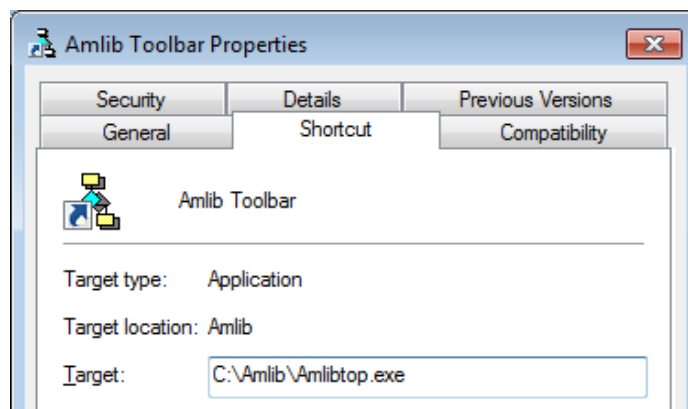 Amlib Toolbar Properties
Security Details Previous Versions
General Shortcut Compatibility
Amlib Toolbar
Target type: Application
Target location: Amlib
Target: C:\Amlib\Amlibtop.exe